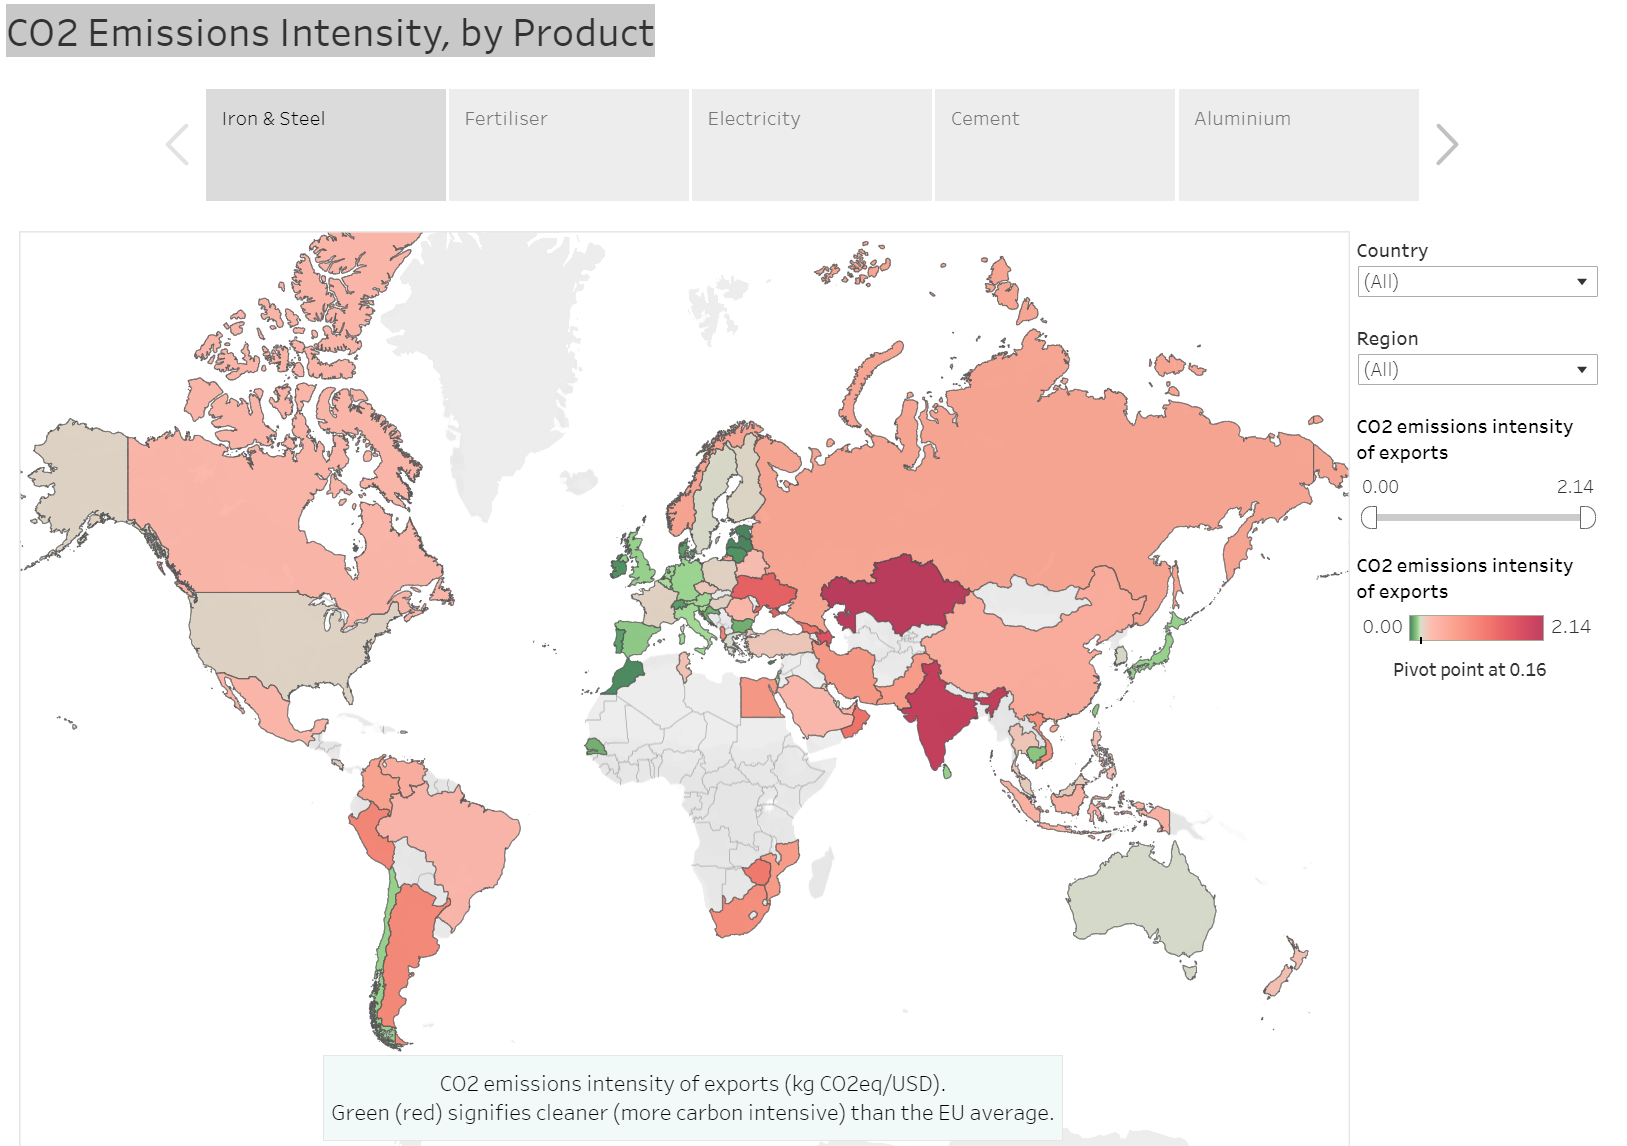 CO2 Emissions Intensity, by Product
Iron & Steel
Fertiliser
Electricity
Cement
Aluminium
Country
(All)
Region
(All)
CO2 emissions intensity
of exports
0.00 2.14
CO2 emissions intensity
of exports
0.00 2.14
Pivot point at 0.16
CO2 emissions intensity of exports (kg CO2eq/USD).
Green (red) signifies cleaner (more carbon intensive) than the EU average.